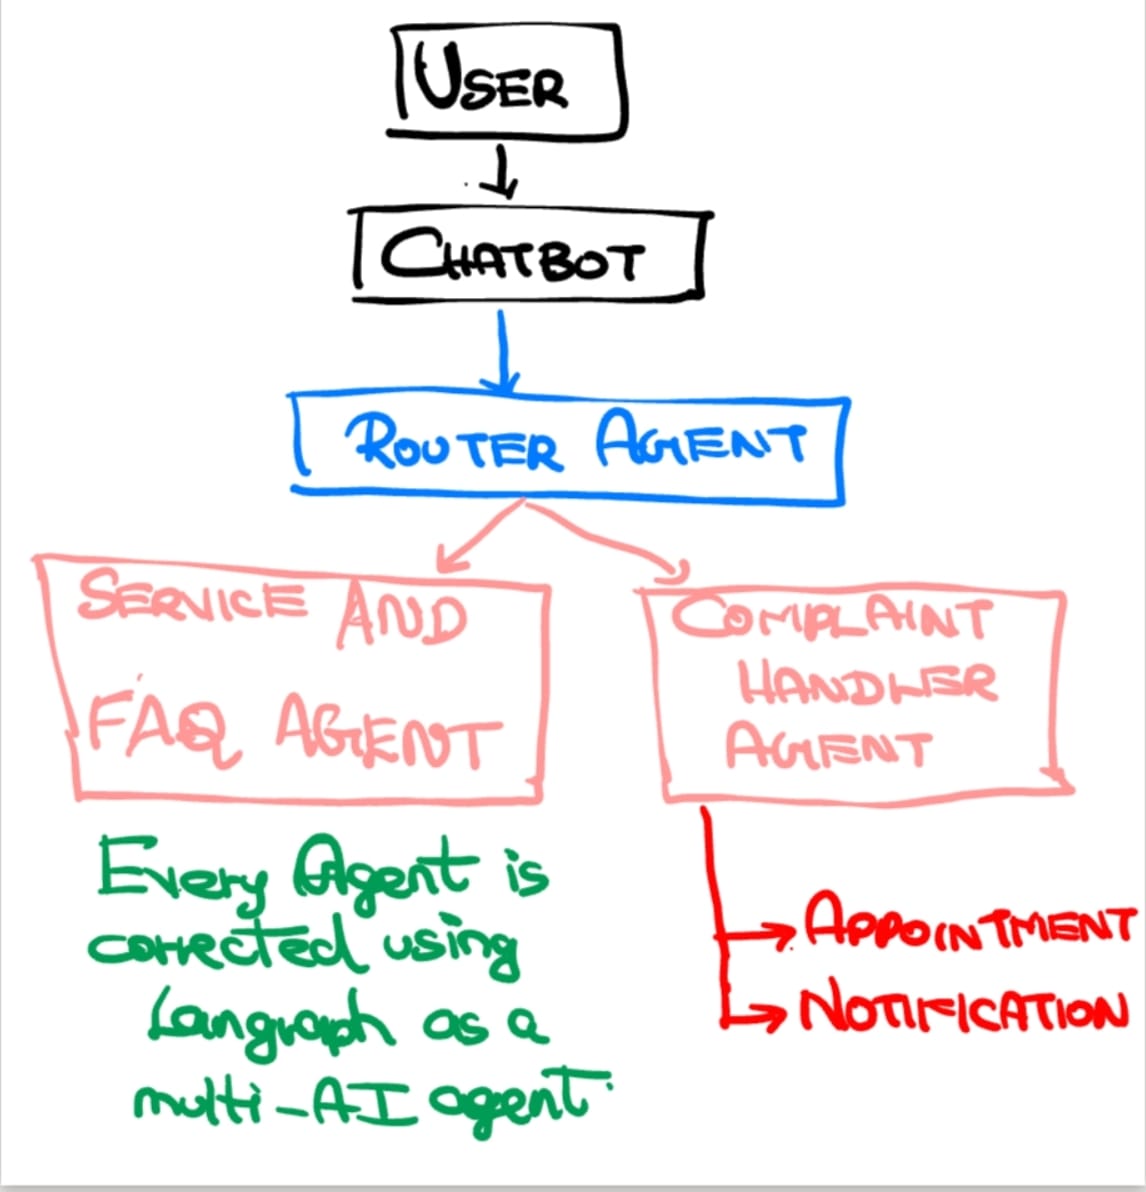 USER
CHATBOT
ROUTER AGENT
SERVICE AND
FAQ AGENT
COMPLAINT
HANDLER
AGENT
Every Agent is
corrected using
Langraph as a
multi-AI agent
APPOINTMENT
NOTIFICATION